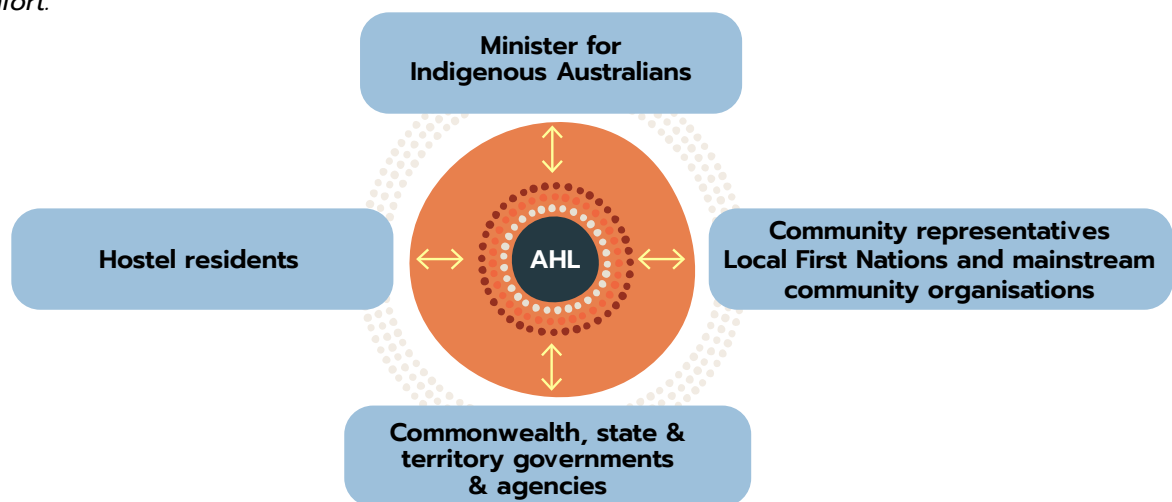 Minister for
Indigenous Australians
Hostel residents
AHL
Community representatives
Local First Nations and mainstream
community organisations
Commonwealth, state &
territory governments
& agencies